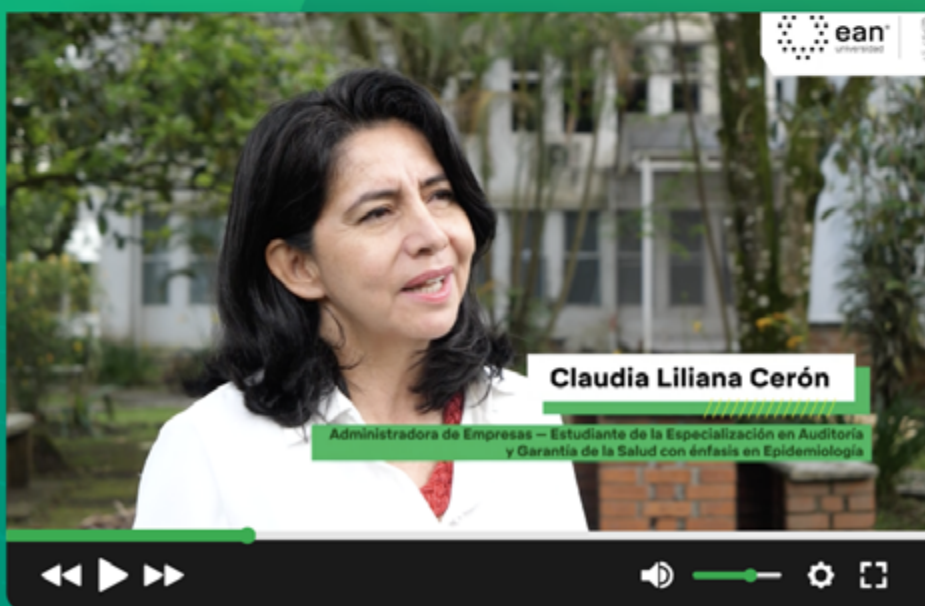 ean
universidad
Claudia Liliana Cerón
Administradora de Empresas — Estudiante de la Especialización en Auditoría
y Garantía de la Salud con énfasis en Epidemiología